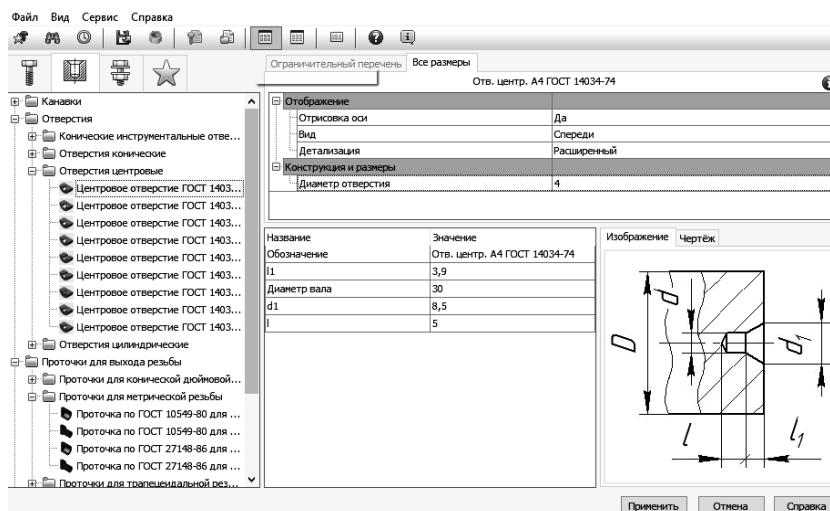 Файл Вид Сервис Справка
Ограничительный перечень Все размеры
Отв. центр. А4 ГОСТ 14034-74
Канавки
Отверстия
Конические инструментальные отве...
Отверстия конические
Отверстия центровые
Центровое отверстие ГОСТ 1403...
Центровое отверстие ГОСТ 1403...
Центровое отверстие ГОСТ 1403...
Центровое отверстие ГОСТ 1403...
Центровое отверстие ГОСТ 1403...
Центровое отверстие ГОСТ 1403...
Центровое отверстие ГОСТ 1403...
Центровое отверстие ГОСТ 1403...
Центровое отверстие ГОСТ 1403...
Отверстия цилиндрические
Проточки для выхода резьбы
Проточки для конической дюймовой...
Проточки для метрической резьбы
Проточка по ГОСТ 10549-80 для ...
Проточка по ГОСТ 10549-80 для ...
Проточка по ГОСТ 27148-86 для ...
Проточка по ГОСТ 27148-86 для ...
Проточки для трапецеидальной рез...
Отображение
Отрисовка оси Да
Вид Спереди
Детализация Расширенный
Конструкция и размеры
Диаметр отверстия 4
Название Значение
Обозначение Отв. центр. А4 ГОСТ 14034-74
l1 3,9
Диаметр вала 30
d1 8,5
l 5
Изображение Чертёж
D d d1
l l1
Применить Отмена Справка